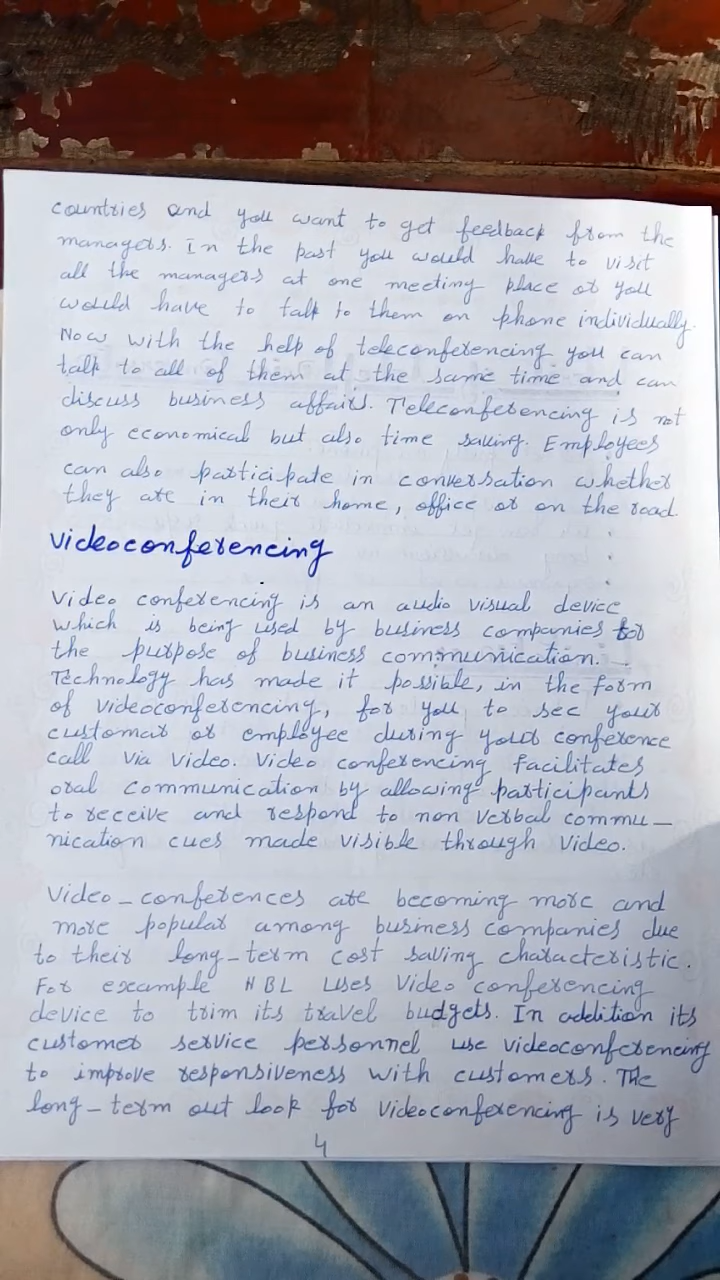 countries and you want to get feedback from the
managers. In the past you would have to visit
all the managers at one meeting place or you
would have to talk to them on phone individually.
Now with the help of teleconferencing you can
talk to all of them at the same time and can
discuss business affairs. Teleconferencing is not
only economical but also time saving. Employees
can also participate in conversation whether
they are in their home, office or on the road.
videoconferencing
Video conferencing is an audio visual device
which is being used by business companies for
the purpose of business communication.
Technology has made it possible, in the form
of videoconferencing, for you to see your
customer or employee during your conference
call via video. Video conferencing facilitates
oral communication by allowing participants
to receive and respond to non verbal commu-
nication cues made visible through video.
Video-conferences are becoming more and
more popular among business companies due
to their long-term cost saving characteristic.
For example HBL uses Video conferencing
device to trim its travel budgets. In addition its
customer service personnel use videoconferencing
to improve responsiveness with customers. The
long-term out look for videoconferencing is very
4